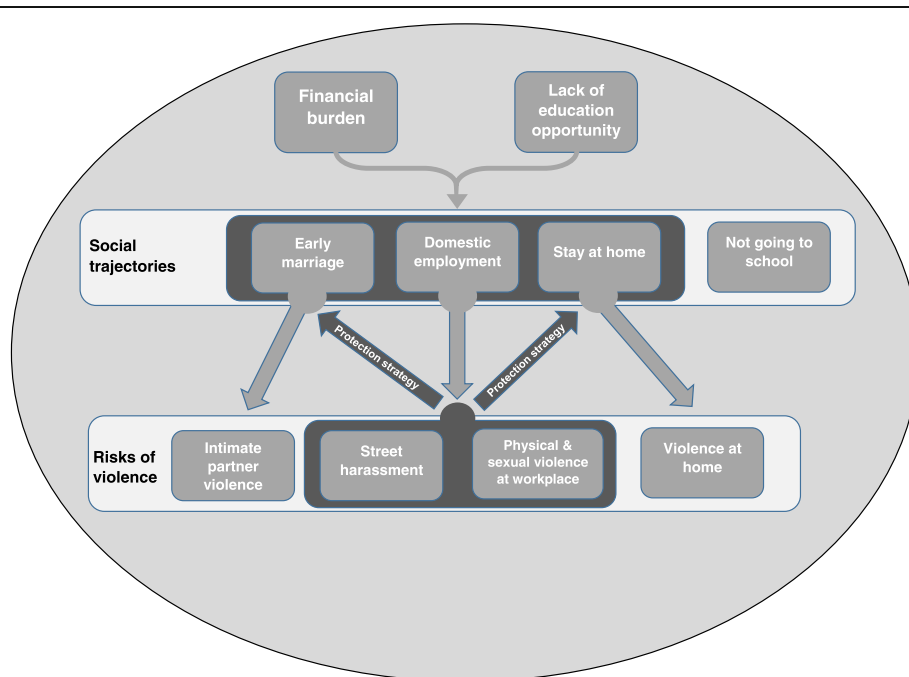 Financial
burden
Lack of
education
opportunity
Social
trajectories
Early
marriage
Domestic
employment
Stay at home
Not going to
school
Protection strategy
Protection strategy
Risks of
violence
Intimate
partner
violence
Street
harassment
Physical &
sexual violence
at workplace
Violence at
home